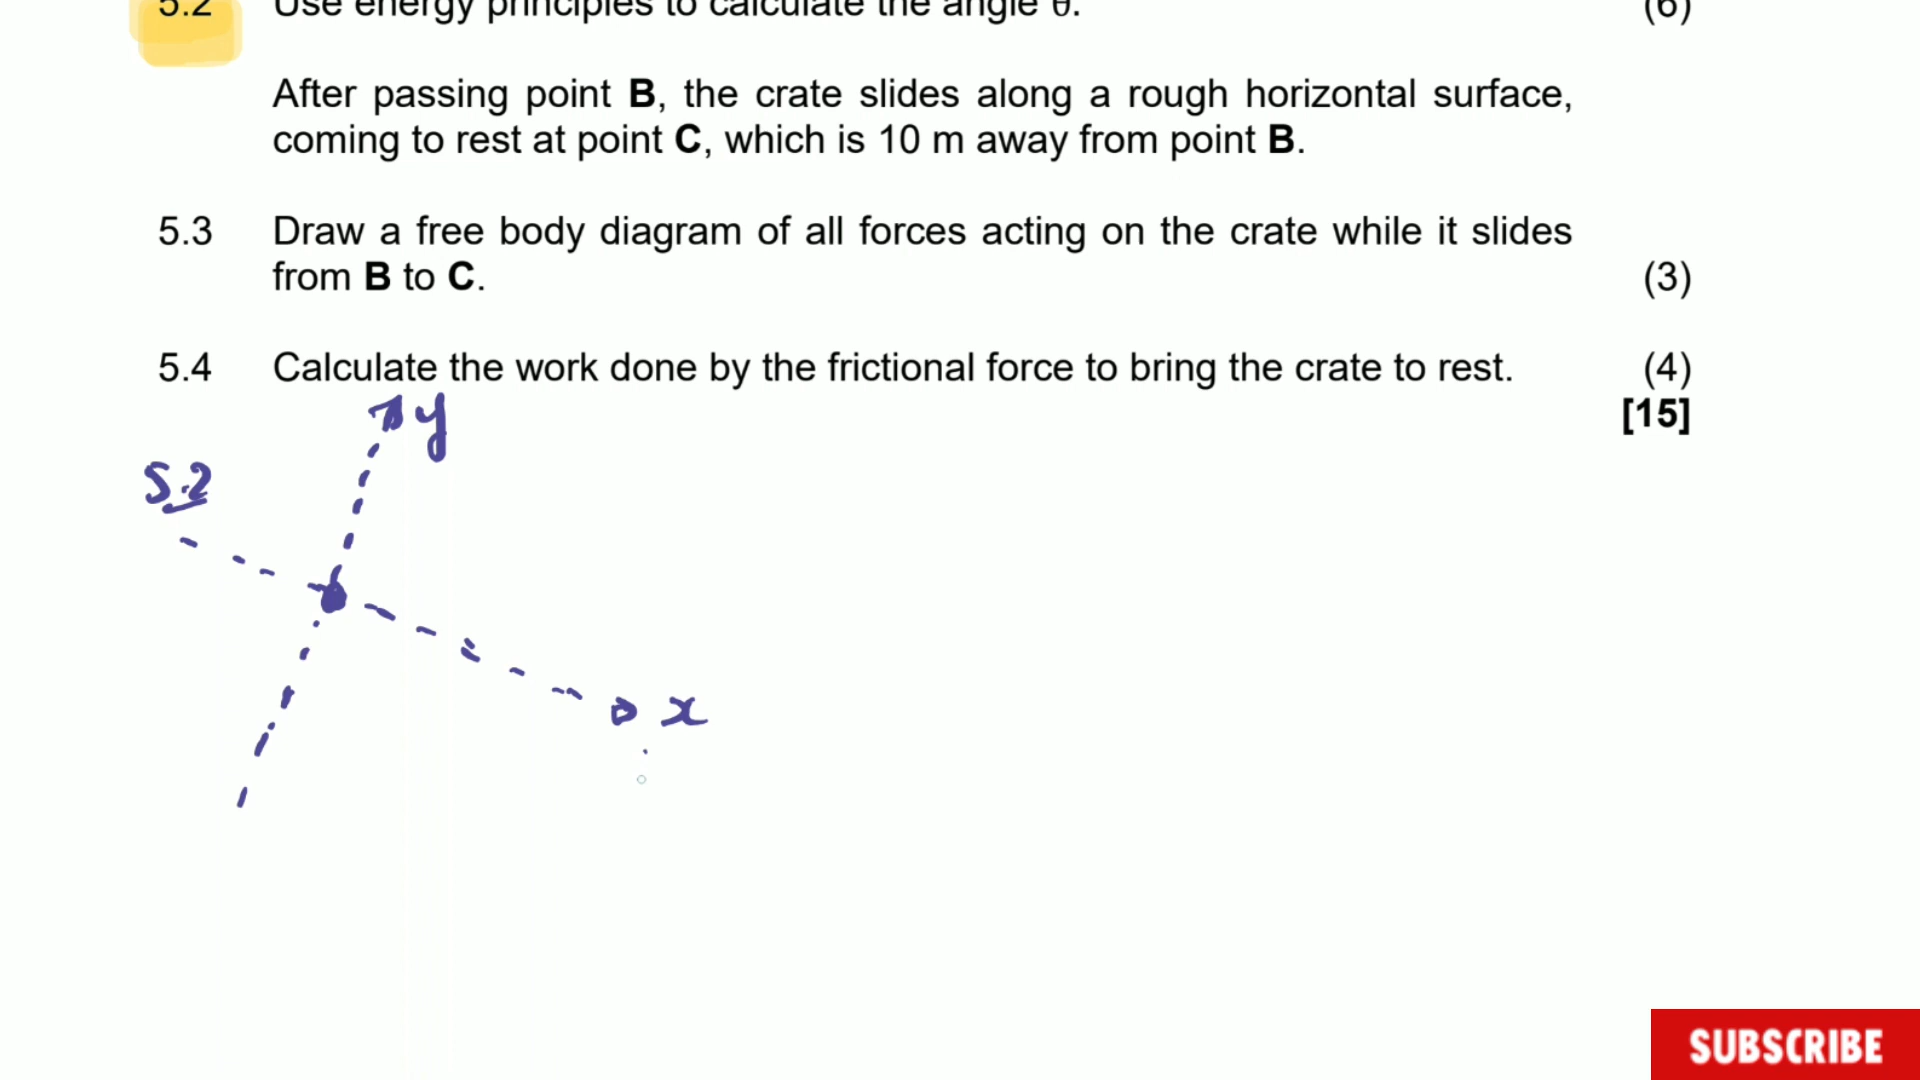 5.2 Use energy principles to calculate the angle θ. (6)
After passing point B, the crate slides along a rough horizontal surface,
coming to rest at point C, which is 10 m away from point B.
5.3 Draw a free body diagram of all forces acting on the crate while it slides
from B to C. (3)
5.4 Calculate the work done by the frictional force to bring the crate to rest. (4)
[15]
y
5.2
x
SUBSCRIBE